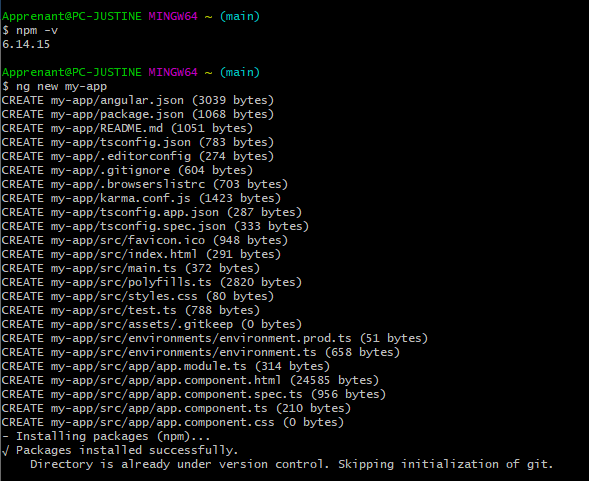 Apprenant@PC-JUSTINE MINGW64 ~ (main)
$ npm -v
6.14.15

Apprenant@PC-JUSTINE MINGW64 ~ (main)
$ ng new my-app
CREATE my-app/angular.json (3039 bytes)
CREATE my-app/package.json (1068 bytes)
CREATE my-app/README.md (1051 bytes)
CREATE my-app/tsconfig.json (783 bytes)
CREATE my-app/.editorconfig (274 bytes)
CREATE my-app/.gitignore (604 bytes)
CREATE my-app/.browserslistrc (703 bytes)
CREATE my-app/karma.conf.js (1423 bytes)
CREATE my-app/tsconfig.app.json (287 bytes)
CREATE my-app/tsconfig.spec.json (333 bytes)
CREATE my-app/src/favicon.ico (948 bytes)
CREATE my-app/src/index.html (291 bytes)
CREATE my-app/src/main.ts (372 bytes)
CREATE my-app/src/polyfills.ts (2820 bytes)
CREATE my-app/src/styles.css (80 bytes)
CREATE my-app/src/test.ts (788 bytes)
CREATE my-app/src/assets/.gitkeep (0 bytes)
CREATE my-app/src/environments/environment.prod.ts (51 bytes)
CREATE my-app/src/environments/environment.ts (658 bytes)
CREATE my-app/src/app/app.module.ts (314 bytes)
CREATE my-app/src/app/app.component.html (24585 bytes)
CREATE my-app/src/app/app.component.spec.ts (956 bytes)
CREATE my-app/src/app/app.component.ts (210 bytes)
CREATE my-app/src/app/app.component.css (0 bytes)
- Installing packages (npm)...
√ Packages installed successfully.
    Directory is already under version control. Skipping initialization of git.